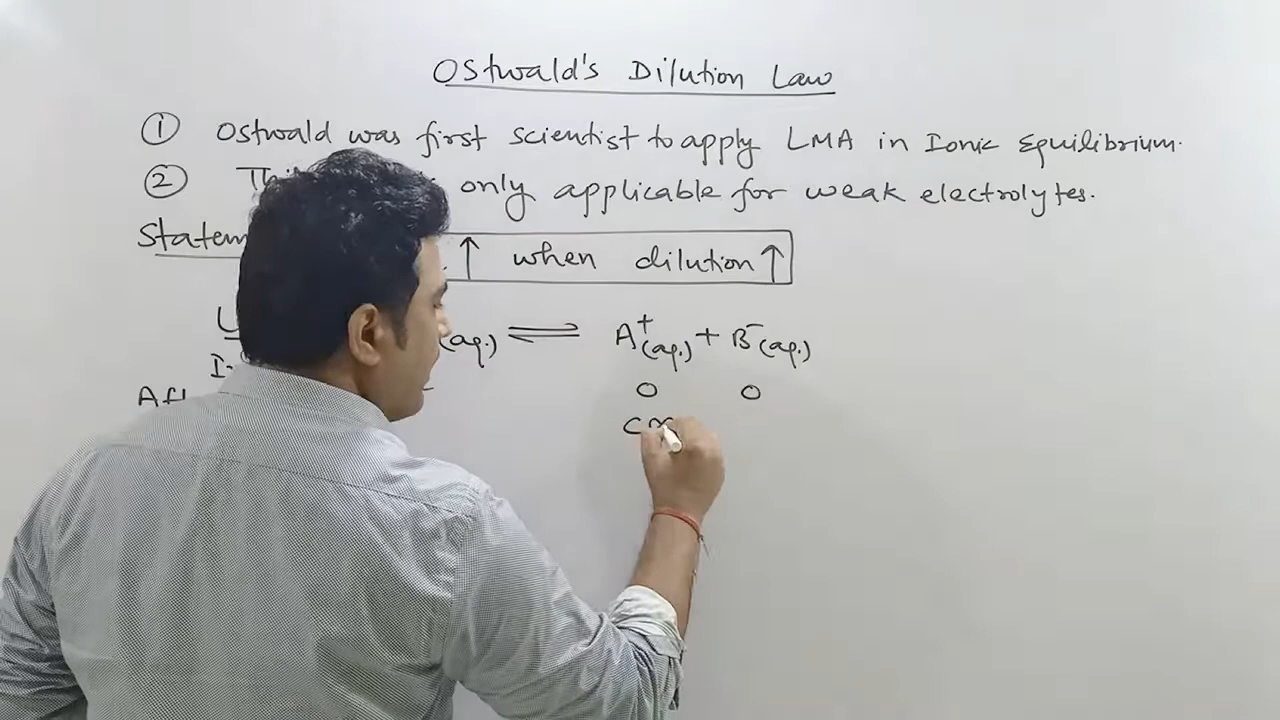 Ostwald's Dilution Law
① Ostwald was first scientist to apply LMA in Ionic Equilibrium.
② only applicable for weak electrolytes.
↑ when dilution ↑
(aq.) ⇌ A⁺(aq.) + B⁻(aq.)
0 0